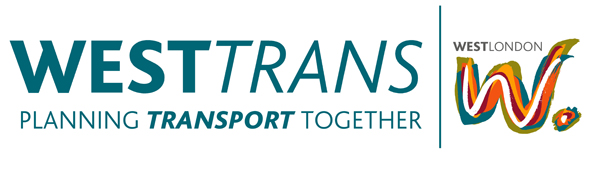 WESTTRANS
PLANNING TRANSPORT TOGETHER
WESTLONDON
W.